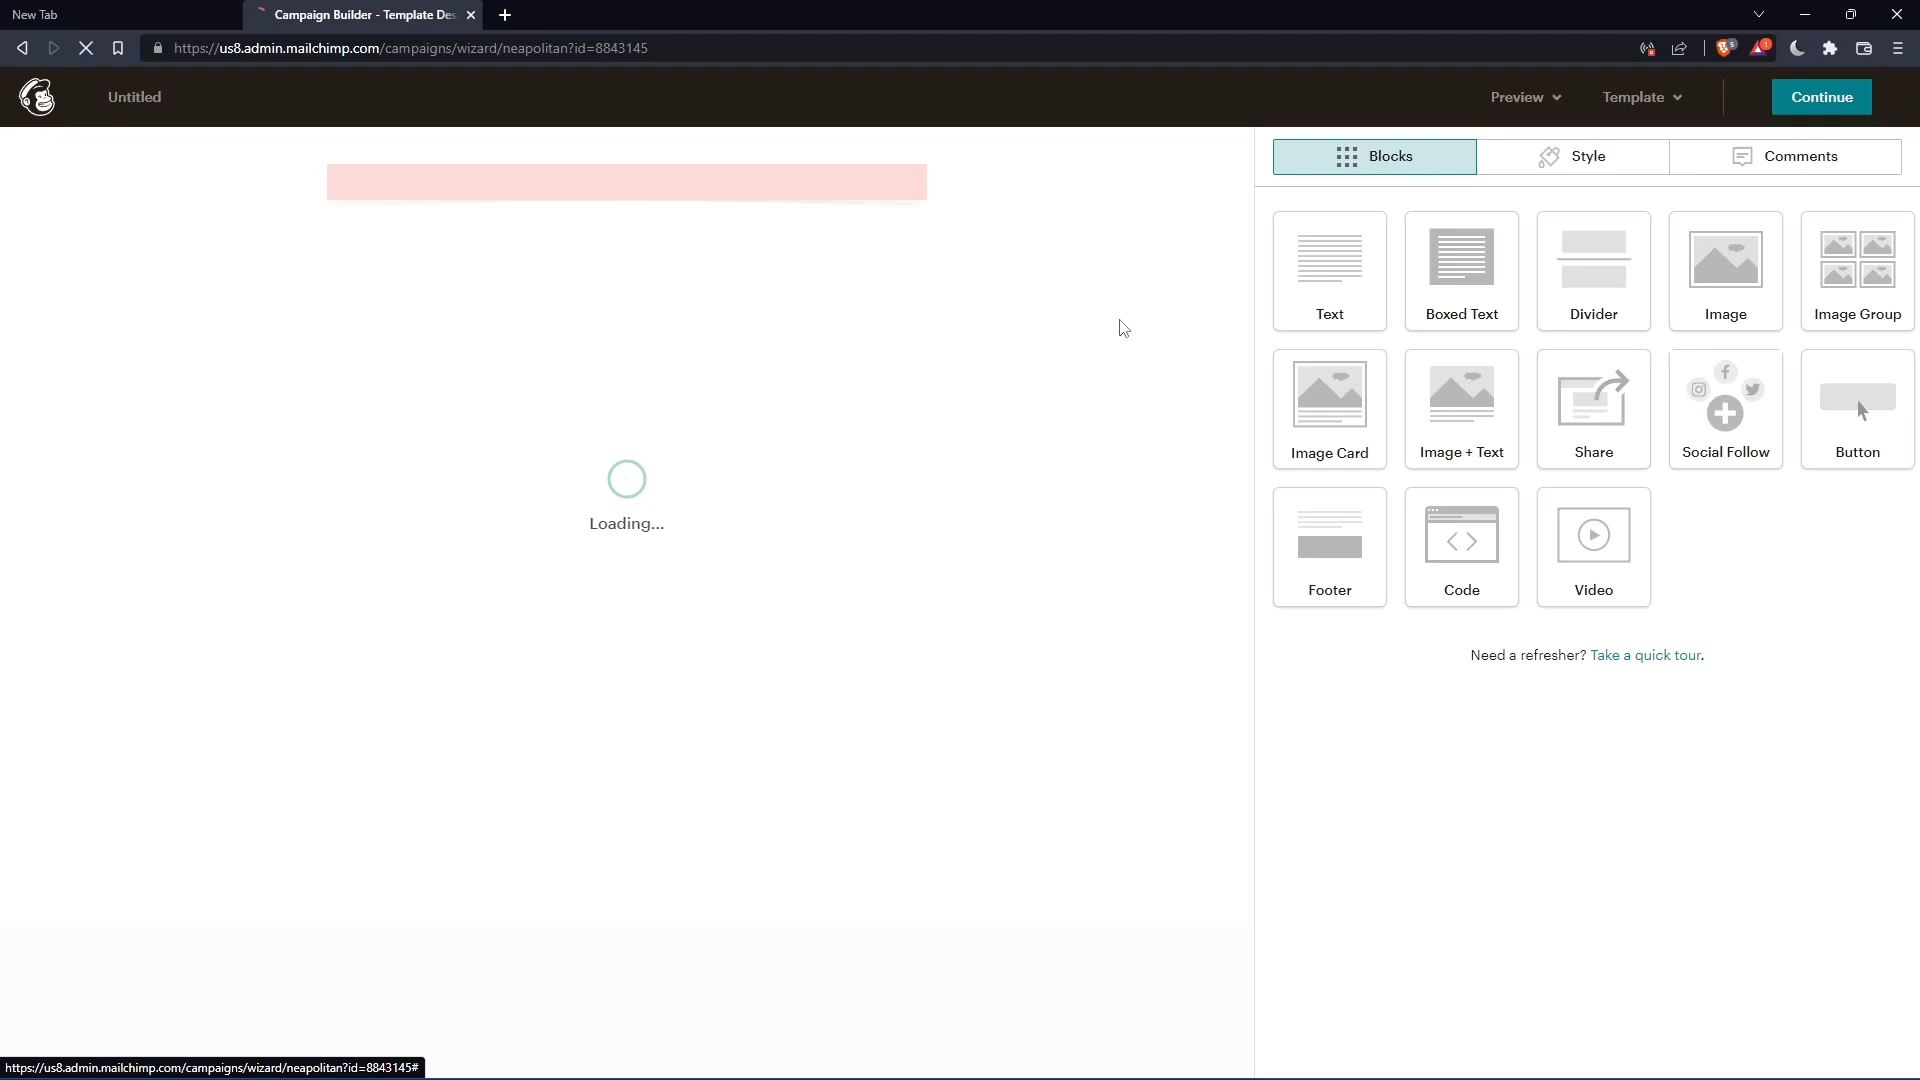 New Tab
Campaign Builder - Template Des
https://us8.admin.mailchimp.com/campaigns/wizard/neapolitan?id=8843145
5
1
Untitled
Preview
Template
Continue
Blocks
Style
Comments
Text
Boxed Text
Divider
Image
Image Group
Image Card
Image + Text
Share
Social Follow
Button
Loading...
Footer
Code
Video
Need a refresher? Take a quick tour.
https://us8.admin.mailchimp.com/campaigns/wizard/neapolitan?id=8843145#